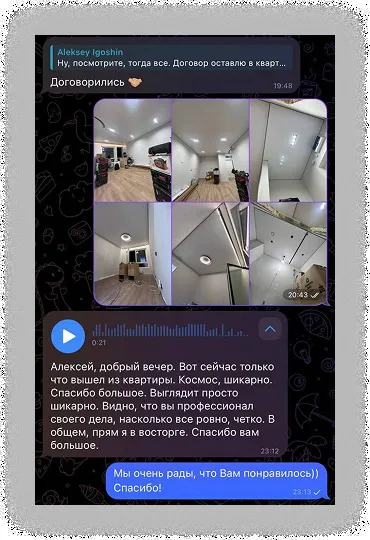 Aleksey Igoshin
Ну, посмотрите, тогда все. Договор оставлю в кварт...
Договорились 🤝
19:48
20:43
0:21
Алексей, добрый вечер. Вот сейчас только
что вышел из квартиры. Космос, шикарно.
Спасибо большое. Выглядит просто
шикарно. Видно, что вы профессионал
своего дела, насколько все ровно, четко. В
общем, прям я в восторге. Спасибо вам
большое.
23:12
Мы очень рады, что Вам понравилось))
Спасибо!
23:13